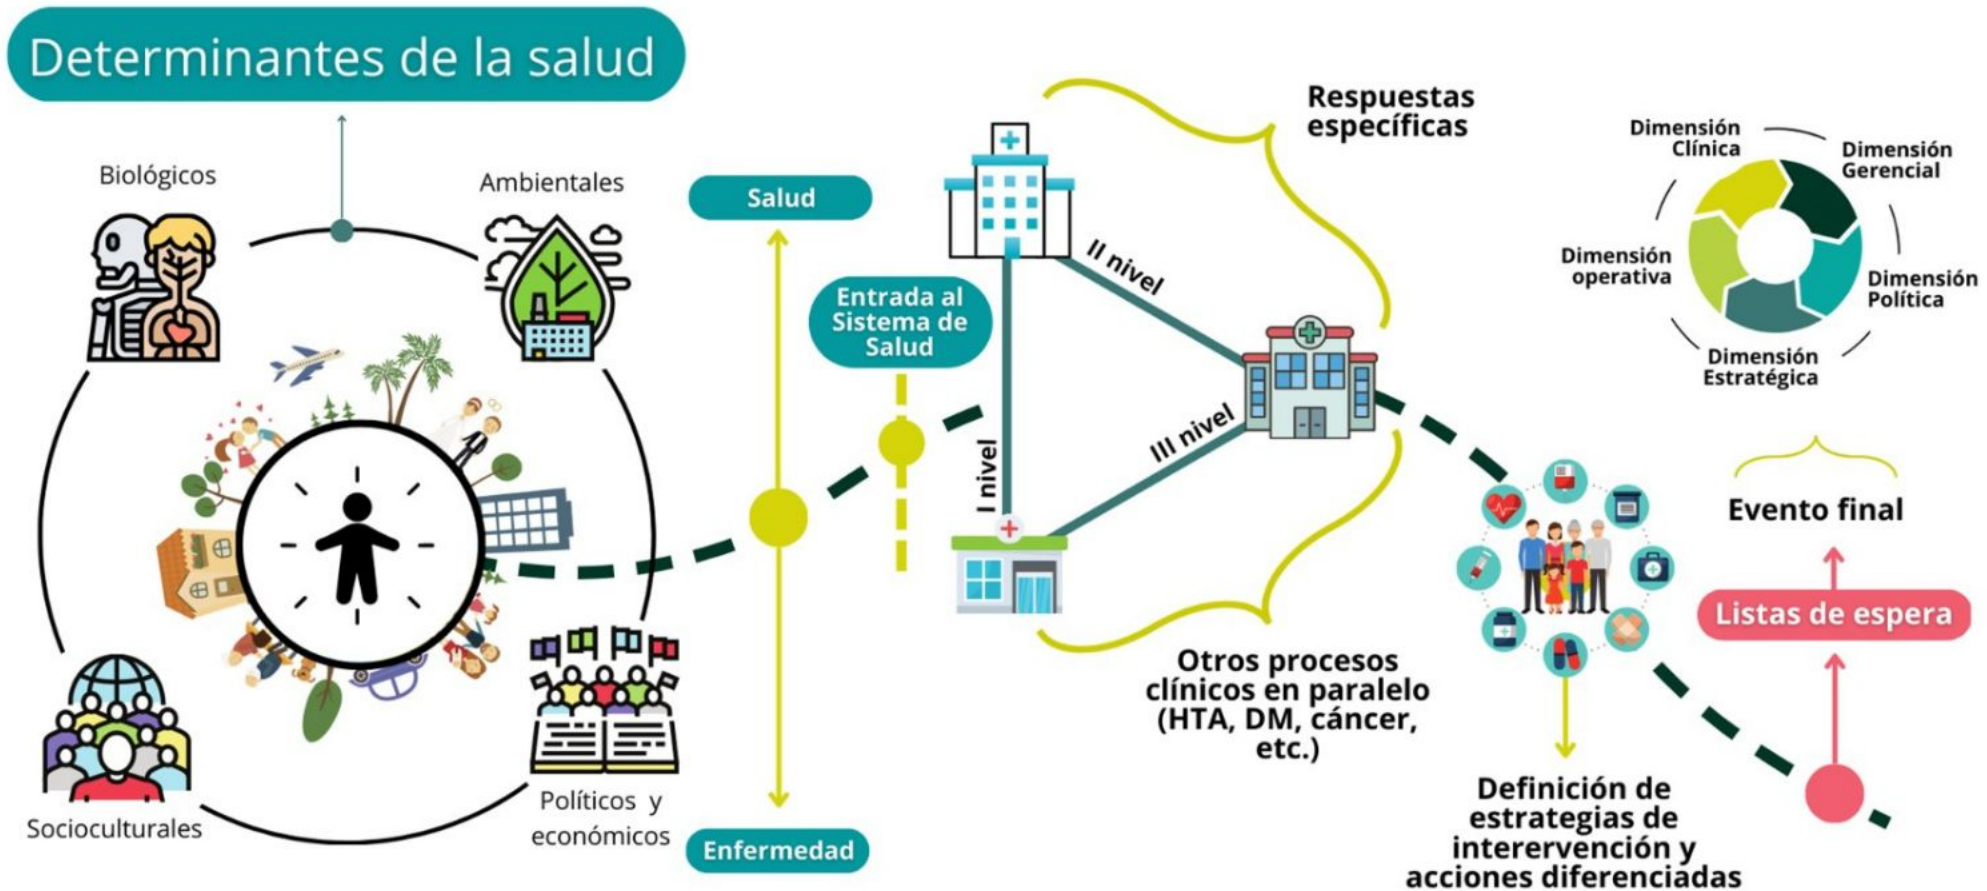 Determinantes de la salud
Biológicos
Ambientales
Socioculturales
Políticos y
económicos
Salud
Entrada al
Sistema de
Salud
Enfermedad
II nivel
I nivel
III nivel
Respuestas
específicas
Otros procesos
clínicos en paralelo
(HTA, DM, cáncer,
etc.)
Definición de
estrategias de
interervención y
acciones diferenciadas
Dimensión
Clínica
Dimensión
Gerencial
Dimensión
operativa
Dimensión
Política
Dimensión
Estratégica
Evento final
Listas de espera